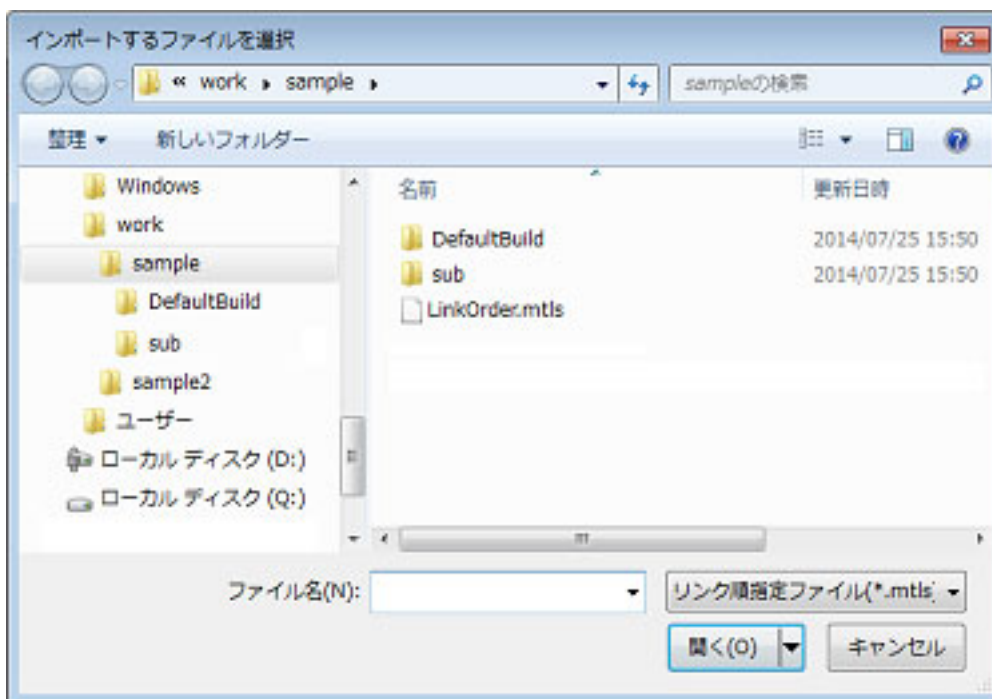 インポートするファイルを選択
« work ▸ sample ▸
sampleの検索
整理 ▾ 新しいフォルダー
Windows
work
sample
DefaultBuild
sub
sample2
ユーザー
ローカル ディスク (D:)
ローカル ディスク (Q:)
名前 更新日時
DefaultBuild 2014/07/25 15:50
sub 2014/07/25 15:50
LinkOrder.mtls
ファイル名(N):
リンク順指定ファイル(*.mtls)
開く(O) キャンセル